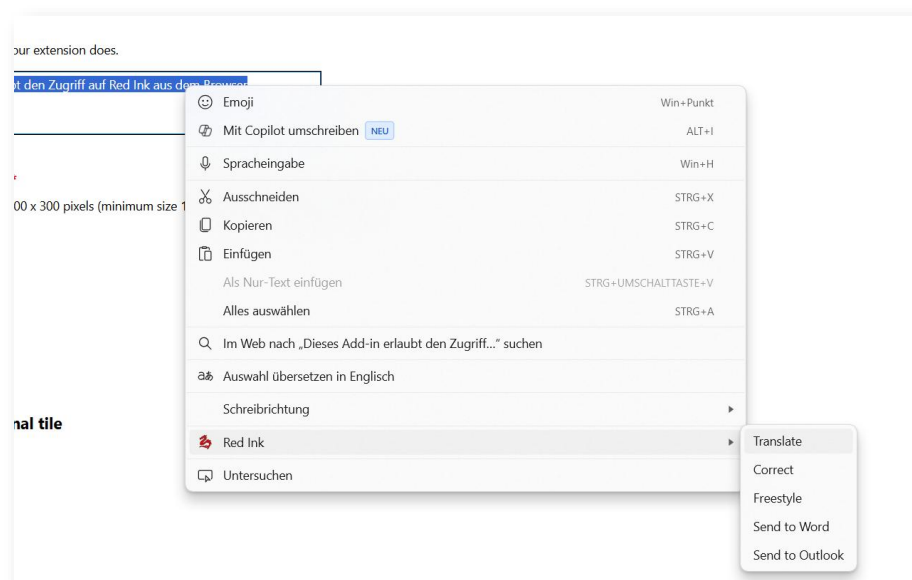 our extension does.
den Zugriff auf Red Ink aus dem Browser
Emoji Win+Punkt
Mit Copilot umschreiben NEU ALT+I
Spracheingabe Win+H
*
Ausschneiden STRG+X
00 x 300 pixels (minimum size 1
Kopieren STRG+C
Einfügen STRG+V
Als Nur-Text einfügen STRG+UMSCHALTTASTE+V
Alles auswählen STRG+A
Im Web nach „Dieses Add-in erlaubt den Zugriff...“ suchen
Auswahl übersetzen in Englisch
Schreibrichtung
nal tile
Red Ink
Untersuchen
Translate
Correct
Freestyle
Send to Word
Send to Outlook